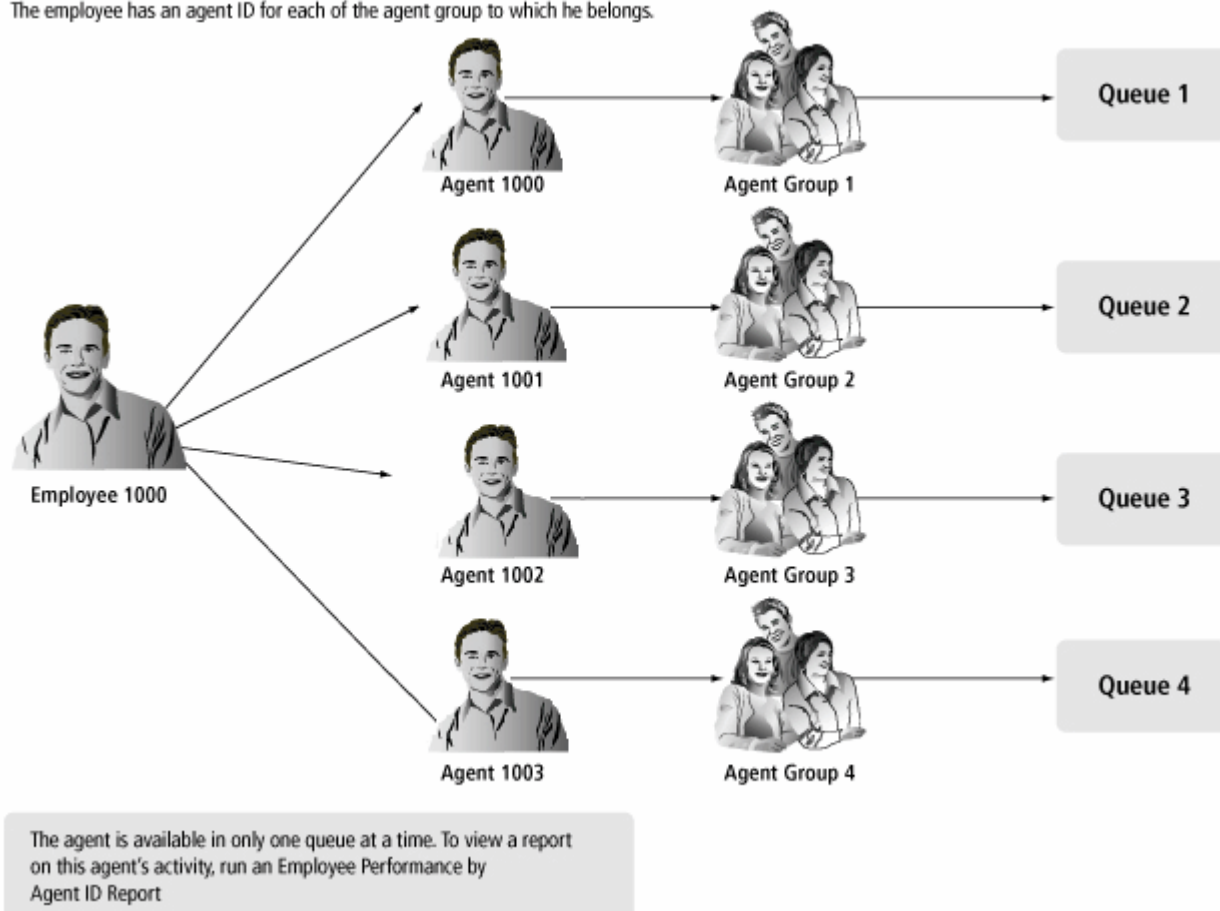 The employee has an agent ID for each of the agent group to which he belongs.
Queue 1
Agent 1000
Agent Group 1
Queue 2
Agent 1001
Agent Group 2
Employee 1000
Queue 3
Agent 1002
Agent Group 3
Queue 4
Agent 1003
Agent Group 4
The agent is available in only one queue at a time. To view a report
on this agent's activity, run an Employee Performance by
Agent ID Report